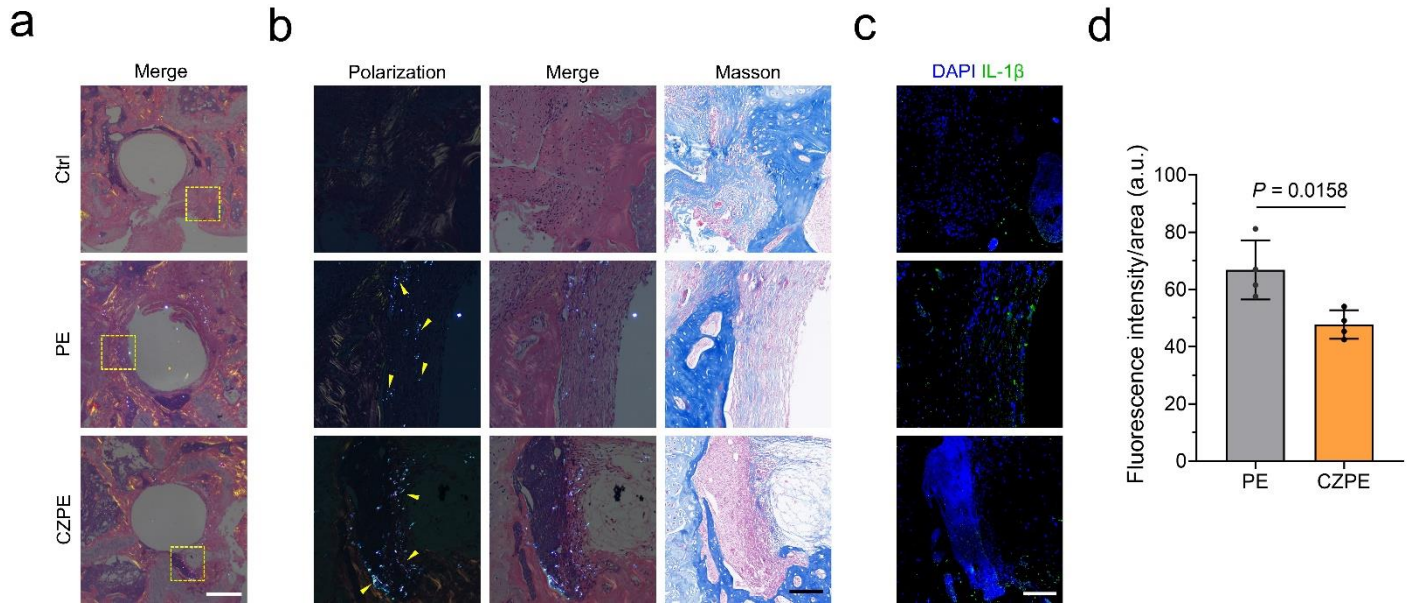 a
Merge
Ctrl
PE
CZPE
b
Polarization Merge Masson
c
DAPI IL-1β
d
Fluorescence intensity/area (a.u.)
100
80
60
40
20
0
P = 0.0158
PE CZPE